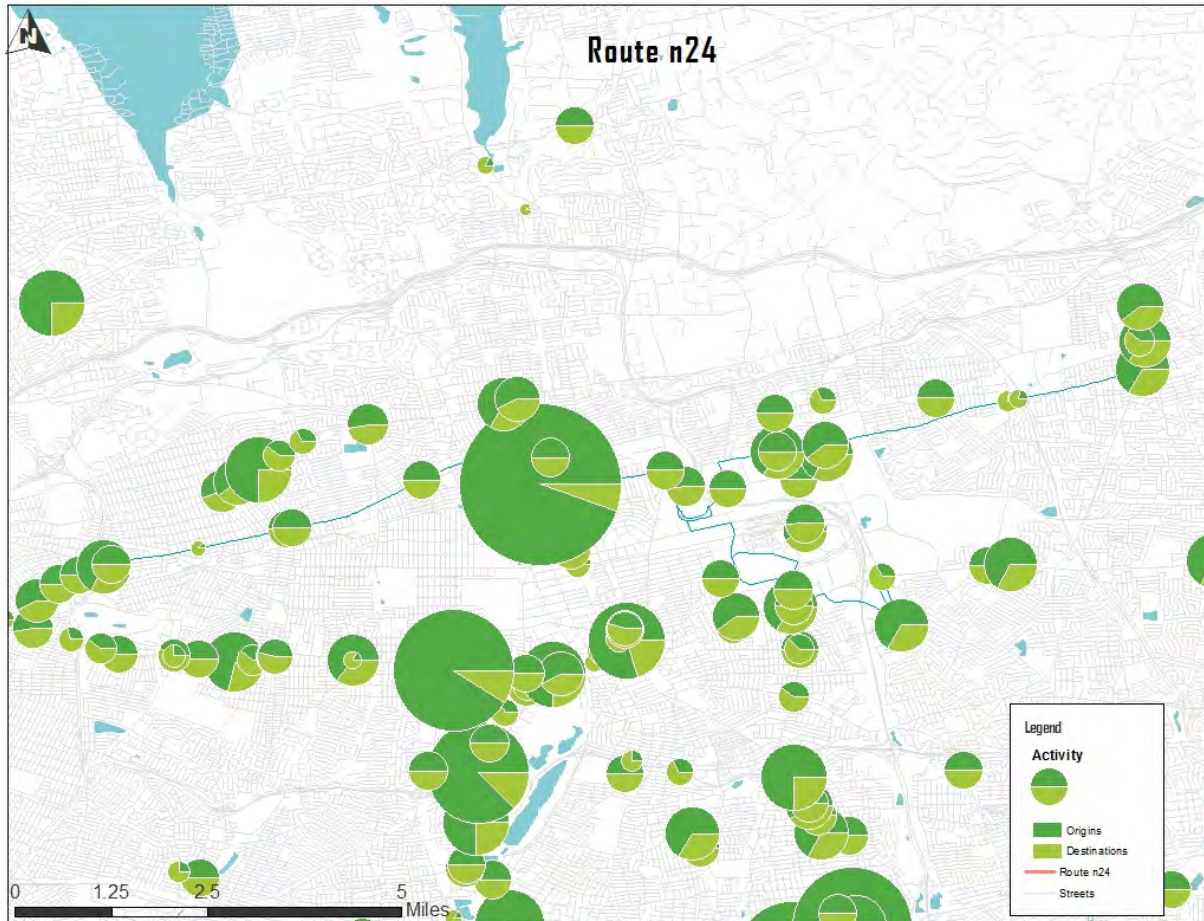 N
Route n24
Legend
Activity
Origins
Destinations
Route n24
Streets
0 1.25 2.5 5
Miles